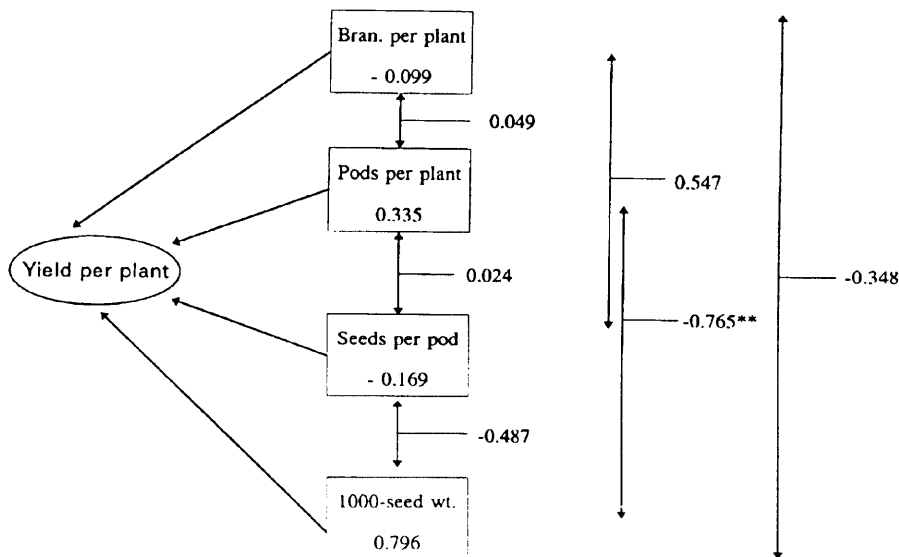 Bran. per plant
- 0.099
0.049
Pods per plant
0.335
0.547
Yield per plant
0.024
-0.348
-0.765**
Seeds per pod
- 0.169
-0.487
1000-seed wt.
0.796